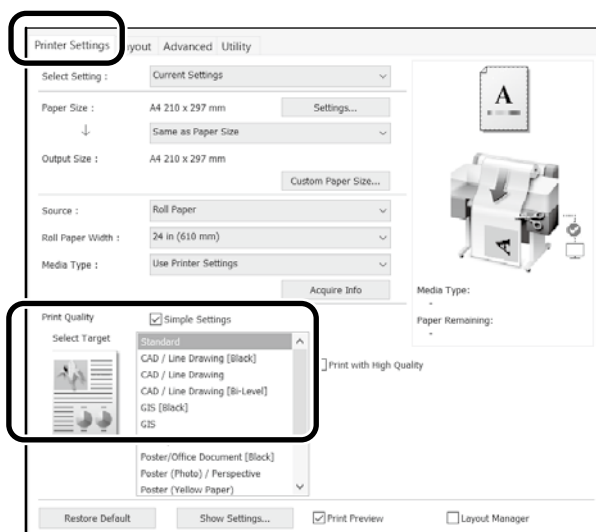 Printer Settings yout Advanced Utility
Select Setting : Current Settings
Paper Size : A4 210 x 297 mm Settings...
↓ Same as Paper Size
Output Size : A4 210 x 297 mm
Custom Paper Size...
Source : Roll Paper
Roll Paper Width : 24 in (610 mm)
Media Type : Use Printer Settings
Acquire Info
A
A
Media Type:
-
Paper Remaining:
-
Print Quality Simple Settings
Select Target
Standard
CAD / Line Drawing [Black]
CAD / Line Drawing
CAD / Line Drawing [Bi-Level]
GIS [Black]
GIS
Poster/Office Document [Black]
Poster (Photo) / Perspective
Poster (Yellow Paper)
Print with High Quality
Restore Default Show Settings... Print Preview Layout Manager